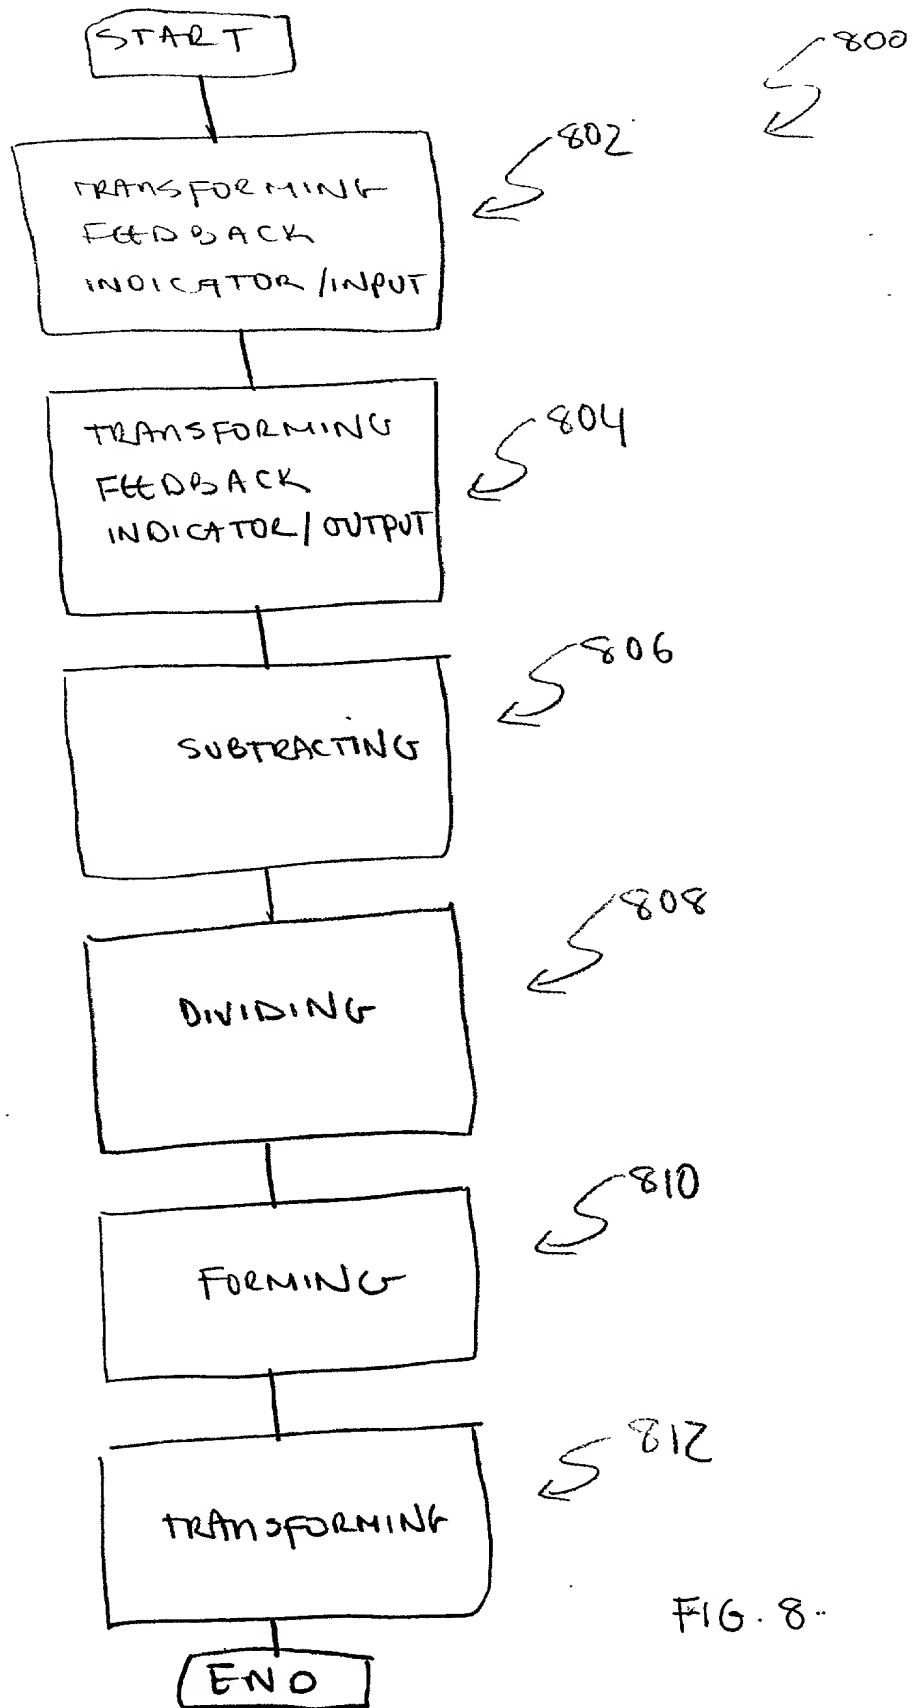 START
800
802
TRANSFORMING
FEEDBACK
INDICATOR/INPUT
804
TRANSFORMING
FEEDBACK
INDICATOR/OUTPUT
806
SUBTRACTING
808
DIVIDING
810
FORMING
812
TRANSFORMING
FIG. 8
END